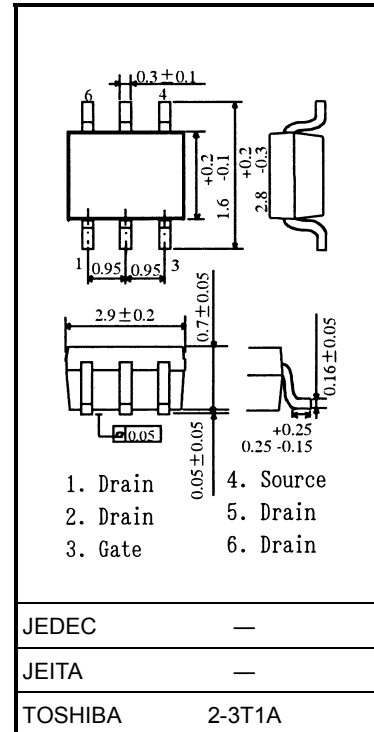 0.3±0.1
6 4
+0.2
1.6 -0.1
+0.2
2.8 -0.3
1 0.95 0.95 3
2.9±0.2
0.7±0.05
0.16±0.05
0.05
0.05±0.05
+0.25
0.25 -0.15
1. Drain
2. Drain
3. Gate
4. Source
5. Drain
6. Drain
JEDEC —
JEITA —
TOSHIBA 2-3T1A